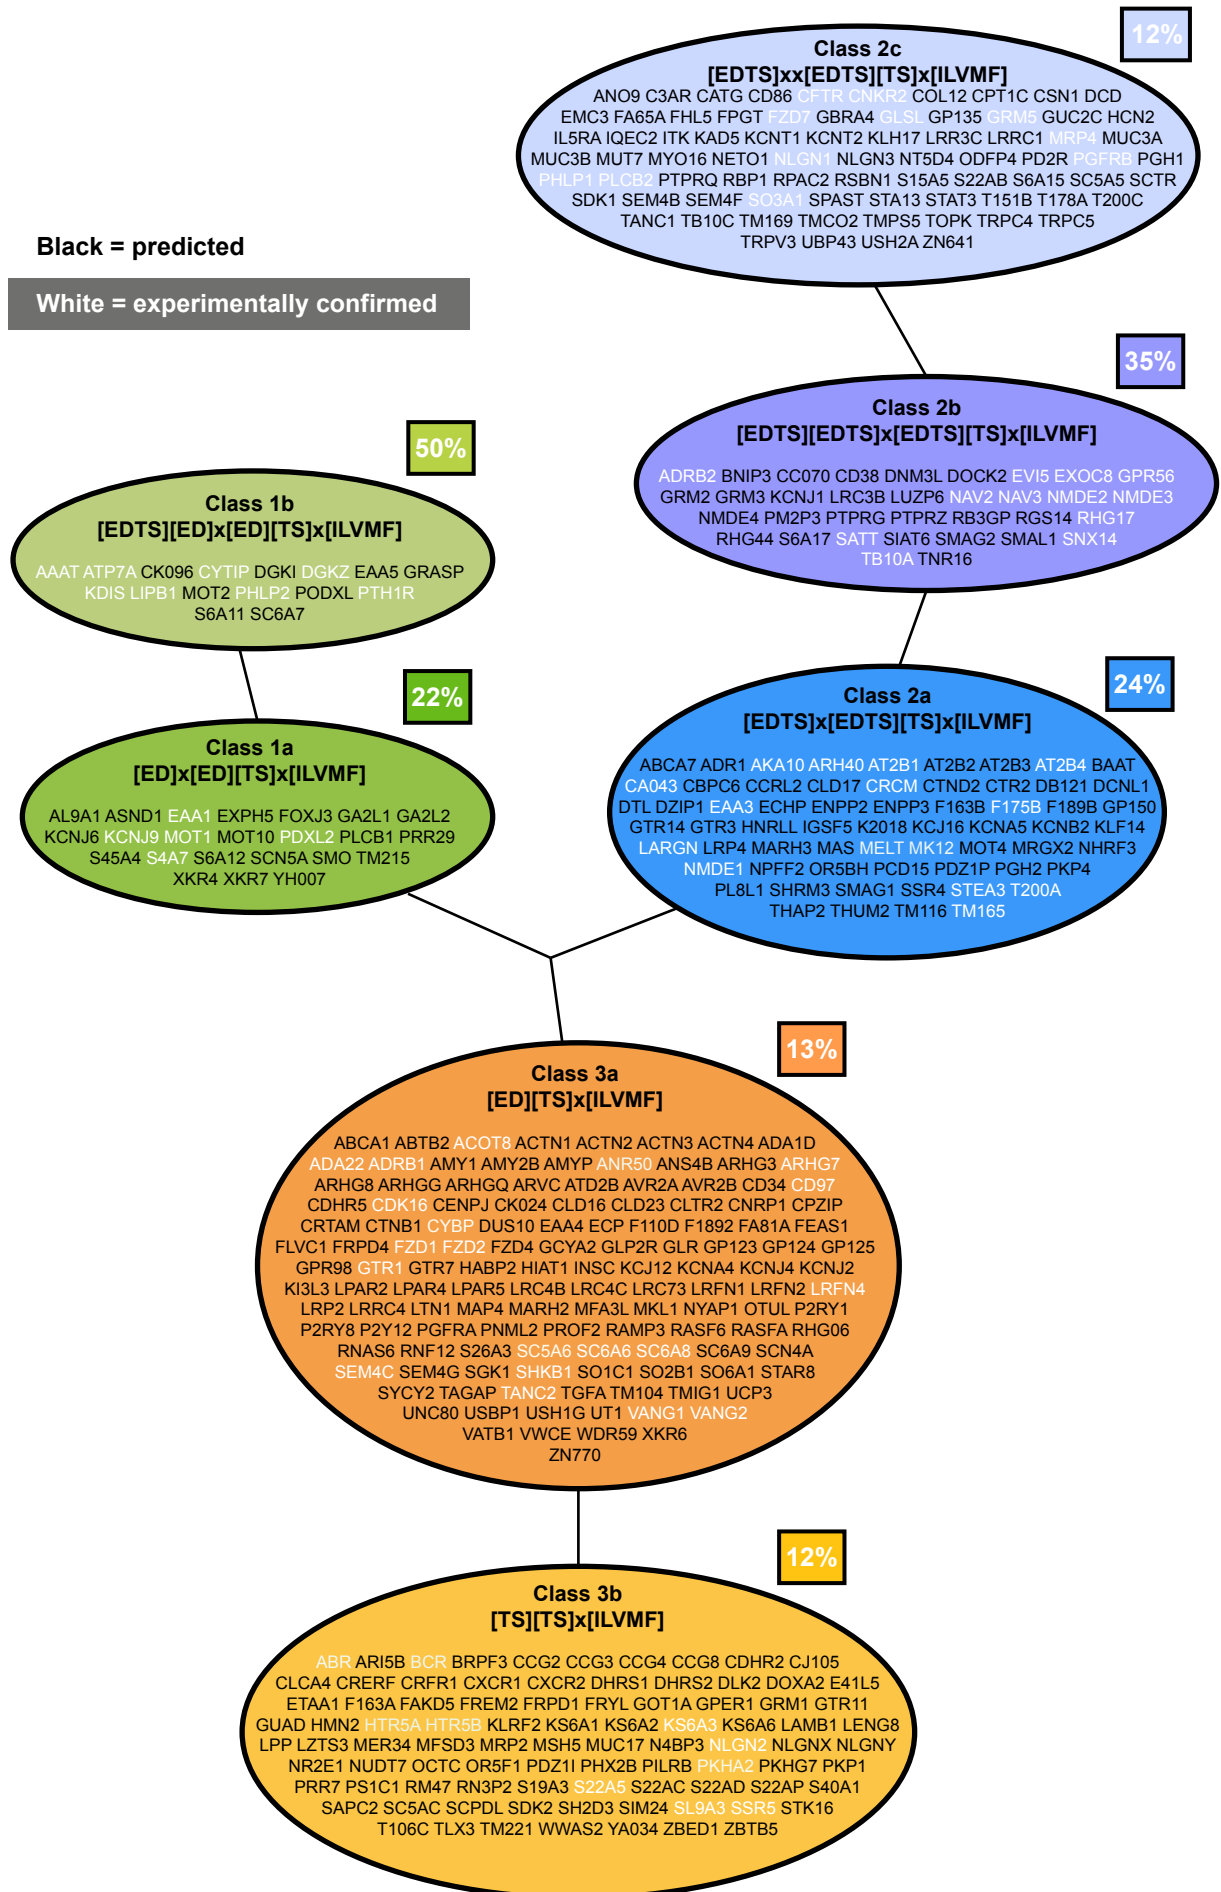 12%
Class 2c
[EDTS]xx[EDTS][TS]x[ILVMF]
ANO9 C3AR CATG CD86 CFTR CNKR2 COL12 CPT1C CSN1 DCD
EMC3 FA65A FHL5 FPGT FZD7 GBRA4 GLSL GP135 GRM5 GUC2C HCN2
IL5RA IQEC2 ITK KAD5 KCNT1 KCNT2 KLH17 LRR3C LRRC1 MRP4 MUC3A
MUC3B MUT7 MYO16 NETO1 NLGN1 NLGN3 NT5D4 ODFP4 PD2R PGFRB PGH1
PHLP1 PLCB2 PTPRQ RBP1 RPAC2 RSBN1 S15A5 S22AB S6A15 SC5A5 SCTR
SDK1 SEM4B SEM4F SO3A1 SPAST STA13 STAT3 T151B T178A T200C
TANC1 TB10C TM169 TMCO2 TMPS5 TOPK TRPC4 TRPC5
TRPV3 UBP43 USH2A ZN641
Black = predicted
White = experimentally confirmed
35%
Class 2b
[EDTS][EDTS]x[EDTS][TS]x[ILVMF]
ADRB2 BNIP3 CC070 CD38 DNM3L DOCK2 EVI5 EXOC8 GPR56
GRM2 GRM3 KCNJ1 LRC3B LUZP6 NAV2 NAV3 NMDE2 NMDE3
NMDE4 PM2P3 PTPRG PTPRZ RB3GP RGS14 RHG17
RHG44 S6A17 SATT SIAT6 SMAG2 SMAL1 SNX14
TB10A TNR16
50%
Class 1b
[EDTS][ED]x[ED][TS]x[ILVMF]
AAAT ATP7A CK096 CYTIP DGKI DGKZ EAA5 GRASP
KDIS LIPB1 MOT2 PHLP2 PODXL PTH1R
S6A11 SC6A7
22%
Class 1a
[ED]x[ED][TS]x[ILVMF]
AL9A1 ASND1 EAA1 EXPH5 FOXJ3 GA2L1 GA2L2
KCNJ6 KCNJ9 MOT1 MOT10 PDXL2 PLCB1 PRR29
S45A4 S4A7 S6A12 SCN5A SMO TM215
XKR4 XKR7 YH007
24%
Class 2a
[EDTS]x[EDTS][TS]x[ILVMF]
ABCA7 ADR1 AKA10 ARH40 AT2B1 AT2B2 AT2B3 AT2B4 BAAT
CA043 CBPC6 CCRL2 CLD17 CRCM CTND2 CTR2 DB121 DCNL1
DTL DZIP1 EAA3 ECHP ENPP2 ENPP3 F163B F175B F189B GP150
GTR14 GTR3 HNRLL IGSF5 K2018 KCJ16 KCNA5 KCNB2 KLF14
LARGN LRP4 MARH3 MAS MELT MK12 MOT4 MRGX2 NHRF3
NMDE1 NPFF2 OR5BH PCD15 PDZ1P PGH2 PKP4
PL8L1 SHRM3 SMAG1 SSR4 STEA3 T200A
THAP2 THUM2 TM116 TM165
13%
Class 3a
[ED][TS]x[ILVMF]
ABCA1 ABTB2 ACOT8 ACTN1 ACTN2 ACTN3 ACTN4 ADA1D
ADA22 ADRB1 AMY1 AMY2B AMYP ANR50 ANS4B ARHG3 ARHG7
ARHG8 ARHGG ARHGQ ARVC ATD2B AVR2A AVR2B CD34 CD97
CDHR5 CDK16 CENPJ CK024 CLD16 CLD23 CLTR2 CNRP1 CPZIP
CRTAM CTNB1 CYBP DUS10 EAA4 ECP F110D F1892 FA81A FEAS1
FLVC1 FRPD4 FZD1 FZD2 FZD4 GCYA2 GLP2R GLR GP123 GP124 GP125
GPR98 GTR1 GTR7 HABP2 HIAT1 INSC KCJ12 KCNA4 KCNJ4 KCNJ2
KI3L3 LPAR2 LPAR4 LPAR5 LRC4B LRC4C LRC73 LRFN1 LRFN2 LRFN4
LRP2 LRRC4 LTN1 MAP4 MARH2 MFA3L MKL1 NYAP1 OTUL P2RY1
P2RY8 P2Y12 PGFRA PNML2 PROF2 RAMP3 RASF6 RASFA RHG06
RNAS6 RNF12 S26A3 SC5A6 SC6A6 SC6A8 SC6A9 SCN4A
SEM4C SEM4G SGK1 SHKB1 SO1C1 SO2B1 SO6A1 STAR8
SYCY2 TAGAP TANC2 TGFA TM104 TMIG1 UCP3
UNC80 USBP1 USH1G UT1 VANG1 VANG2
VATB1 VWCE WDR59 XKR6
ZN770
12%
Class 3b
[TS][TS]x[ILVMF]
ABR ARI5B BCR BRPF3 CCG2 CCG3 CCG4 CCG8 CDHR2 CJ105
CLCA4 CRERF CRFR1 CXCR1 CXCR2 DHRS1 DHRS2 DLK2 DOXA2 E41L5
ETAA1 F163A FAKD5 FREM2 FRPD1 FRYL GOT1A GPER1 GRM1 GTR11
GUAD HMN2 HTR5A HTR5B KLRF2 KS6A1 KS6A2 KS6A3 KS6A6 LAMB1 LENG8
LPP LZTS3 MER34 MFSD3 MRP2 MSH5 MUC17 N4BP3 NLGN2 NLGNX NLGNY
NR2E1 NUDT7 OCTC OR5F1 PDZ1I PHX2B PILRB PKHA2 PKHG7 PKP1
PRR7 PS1C1 RM47 RN3P2 S19A3 S22A5 S22AC S22AD S22AP S40A1
SAPC2 SC5AC SCPDL SDK2 SH2D3 SIM24 SL9A3 SSR5 STK16
T106C TLX3 TM221 WWAS2 YA034 ZBED1 ZBTB5